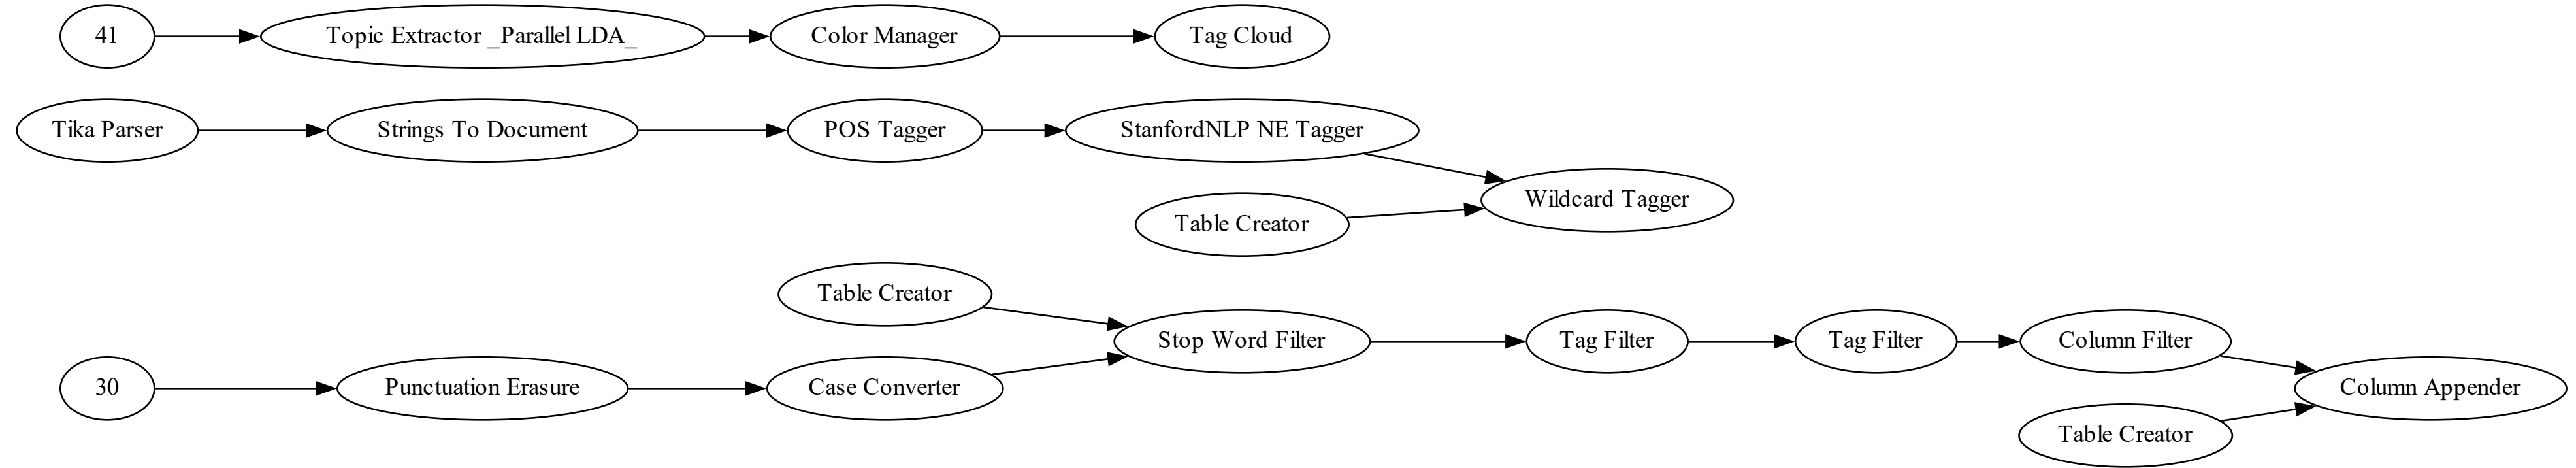 41
Topic Extractor _Parallel LDA_
Color Manager
Tag Cloud
Tika Parser
Strings To Document
POS Tagger
StanfordNLP NE Tagger
Wildcard Tagger
Table Creator
Table Creator
Stop Word Filter
Tag Filter
Tag Filter
Column Filter
30
Punctuation Erasure
Case Converter
Column Appender
Table Creator